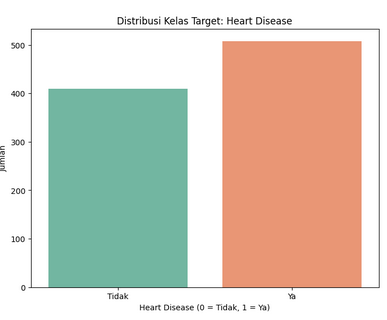 Distribusi Kelas Target: Heart Disease
500
400
300
200
100
0
Jumlah
Tidak
Ya
Heart Disease (0 = Tidak, 1 = Ya)